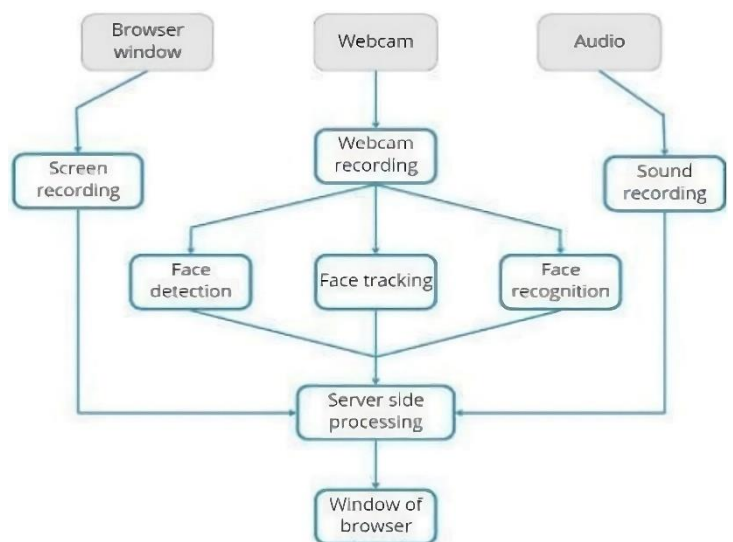 Browser
window
Webcam
Audio
Webcam
recording
Screen
recording
Sound
recording
Face
detection
Face tracking
Face
recognition
Server side
processing
Window of
browser